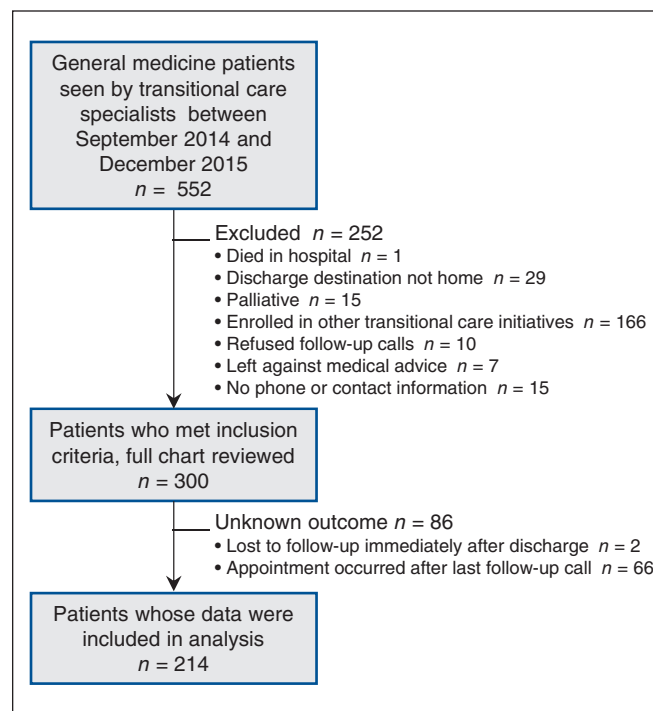 General medicine patients
seen by transitional care
specialists between
September 2014 and
December 2015
n = 552
Excluded n = 252
• Died in hospital n = 1
• Discharge destination not home n = 29
• Palliative n = 15
• Enrolled in other transitional care initiatives n = 166
• Refused follow-up calls n = 10
• Left against medical advice n = 7
• No phone or contact information n = 15
Patients who met inclusion
criteria, full chart reviewed
n = 300
Unknown outcome n = 86
• Lost to follow-up immediately after discharge n = 2
• Appointment occurred after last follow-up call n = 66
Patients whose data were
included in analysis
n = 214